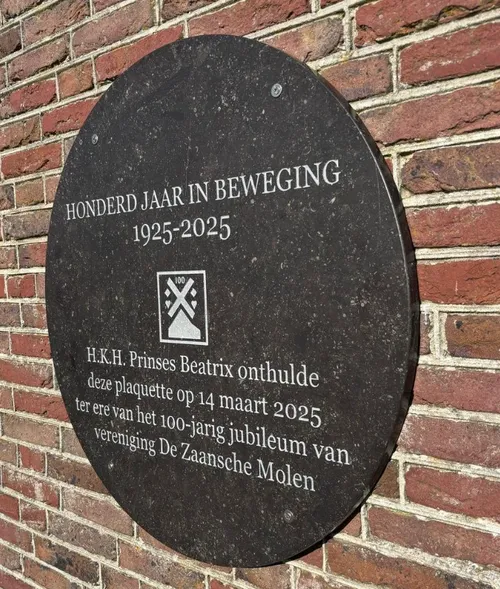 HONDERD JAAR IN BEWEGING
1925-2025
100
H.K.H. Prinses Beatrix onthulde
deze plaquette op 14 maart 2025
ter ere van het 100-jarig jubileum van
vereniging De Zaansche Molen